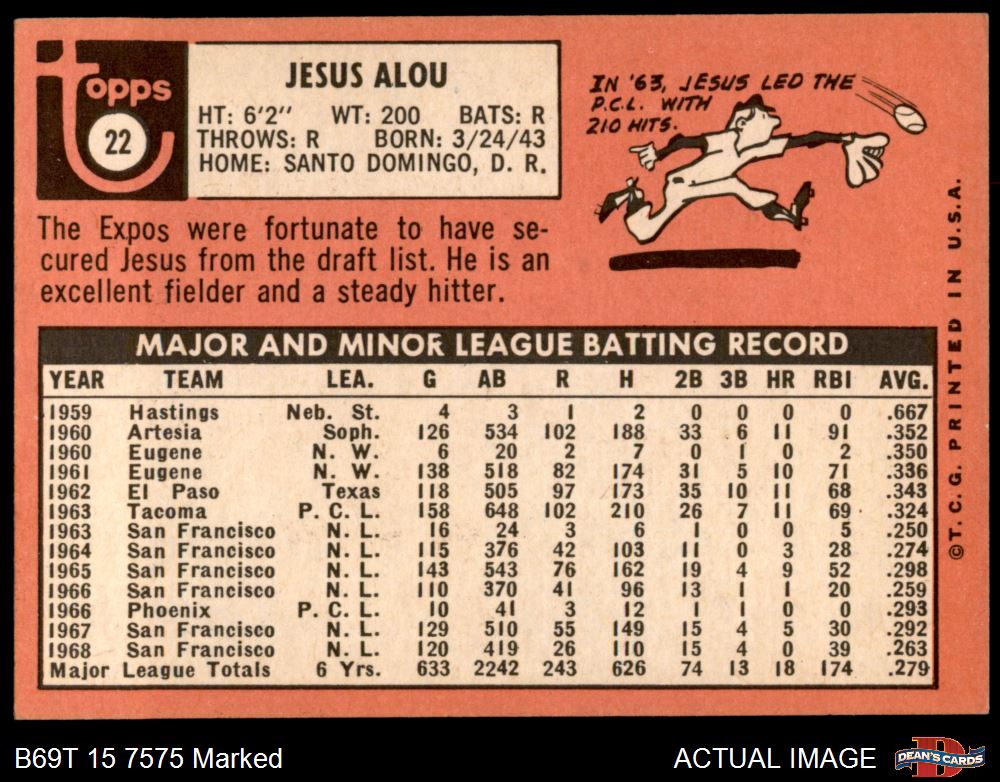 Topps
22
JESUS ALOU
HT: 6'2" WT: 200 BATS: R
THROWS: R BORN: 3/24/43
HOME: SANTO DOMINGO, D. R.
IN '63, JESUS LED THE
P.C.L. WITH
210 HITS.
The Expos were fortunate to have se-
cured Jesus from the draft list. He is an
excellent fielder and a steady hitter.
MAJOR AND MINOR LEAGUE BATTING RECORD
YEAR TEAM LEA. G AB R H 2B 3B HR RBI AVG.
1959 Hastings Neb. St. 4 3 1 2 0 0 0 0 .667
1960 Artesia Soph. 126 534 102 188 33 6 11 91 .352
1960 Eugene N. W. 6 20 2 7 0 1 0 2 .350
1961 Eugene N. W. 138 518 82 174 31 5 10 71 .336
1962 El Paso Texas 118 505 97 173 35 10 11 68 .343
1963 Tacoma P. C. L. 158 648 102 210 26 7 11 69 .324
1963 San Francisco N. L. 16 24 3 6 1 0 0 5 .250
1964 San Francisco N. L. 115 376 42 103 11 0 3 28 .274
1965 San Francisco N. L. 143 543 76 162 19 4 9 52 .298
1966 San Francisco N. L. 110 370 41 96 13 1 1 20 .259
1966 Phoenix P. C. L. 10 41 3 12 1 1 0 0 .293
1967 San Francisco N. L. 129 510 55 149 15 4 5 30 .292
1968 San Francisco N. L. 120 419 26 110 15 4 0 39 .263
Major League Totals 6 Yrs. 633 2242 243 626 74 13 18 174 .279
©T. C. G. PRINTED IN U.S.A.
B69T 15 7575 Marked
ACTUAL IMAGE
D
DEAN'S CARDS